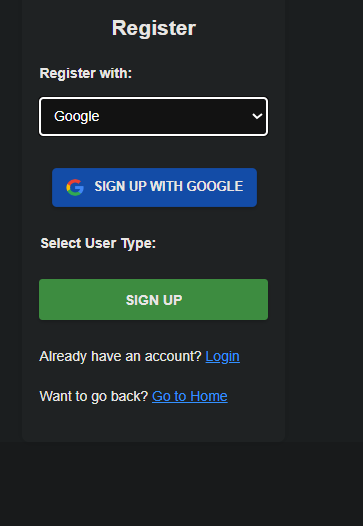 Register
Register with:
Google
SIGN UP WITH GOOGLE
Select User Type:
SIGN UP
Already have an account? Login
Want to go back? Go to Home